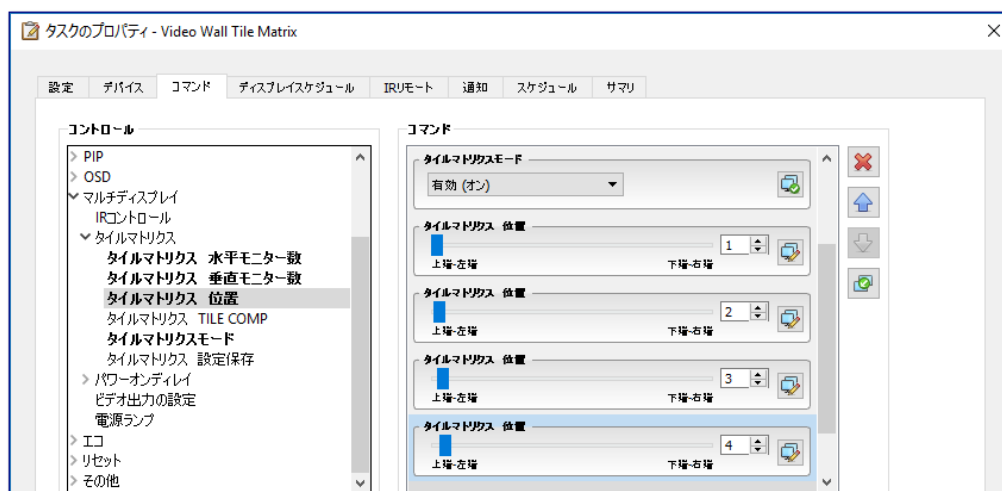 タスクのプロパティ - Video Wall Tile Matrix
設定 デバイス コマンド ディスプレイスケジュール IRリモート 通知 スケジュール サマリ
コントロール
PIP
OSD
マルチディスプレイ
IRコントロール
タイルマトリクス
タイルマトリクス 水平モニター数
タイルマトリクス 垂直モニター数
タイルマトリクス 位置
タイルマトリクス TILE COMP
タイルマトリクスモード
タイルマトリクス 設定保存
パワーオンディレイ
ビデオ出力の設定
電源ランプ
エコ
リセット
その他
コマンド
タイルマトリクスモード
有効 (オン)
タイルマトリクス 位置
1
上端-左端 下端-右端
タイルマトリクス 位置
2
上端-左端 下端-右端
タイルマトリクス 位置
3
上端-左端 下端-右端
タイルマトリクス 位置
4
上端-左端 下端-右端